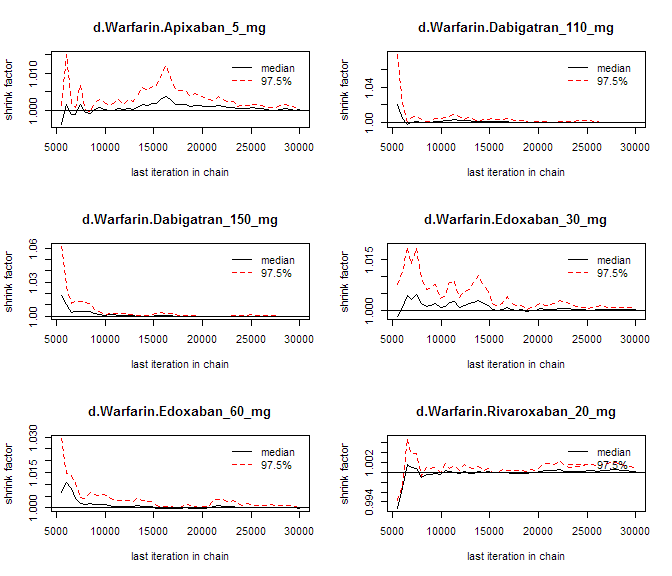 d.Warfarin.Apixaban_5_mg
shrink factor
1.000 1.010
median
97.5%
5000 10000 15000 20000 25000 30000
last iteration in chain
d.Warfarin.Dabigatran_110_mg
shrink factor
1.00 1.04
median
97.5%
5000 10000 15000 20000 25000 30000
last iteration in chain
d.Warfarin.Dabigatran_150_mg
shrink factor
1.00 1.03 1.06
median
97.5%
5000 10000 15000 20000 25000 30000
last iteration in chain
d.Warfarin.Edoxaban_30_mg
shrink factor
1.000 1.015
median
97.5%
5000 10000 15000 20000 25000 30000
last iteration in chain
d.Warfarin.Edoxaban_60_mg
shrink factor
1.000 1.015 1.030
median
97.5%
5000 10000 15000 20000 25000 30000
last iteration in chain
d.Warfarin.Rivaroxaban_20_mg
shrink factor
0.994 1.002
median
97.5%
5000 10000 15000 20000 25000 30000
last iteration in chain